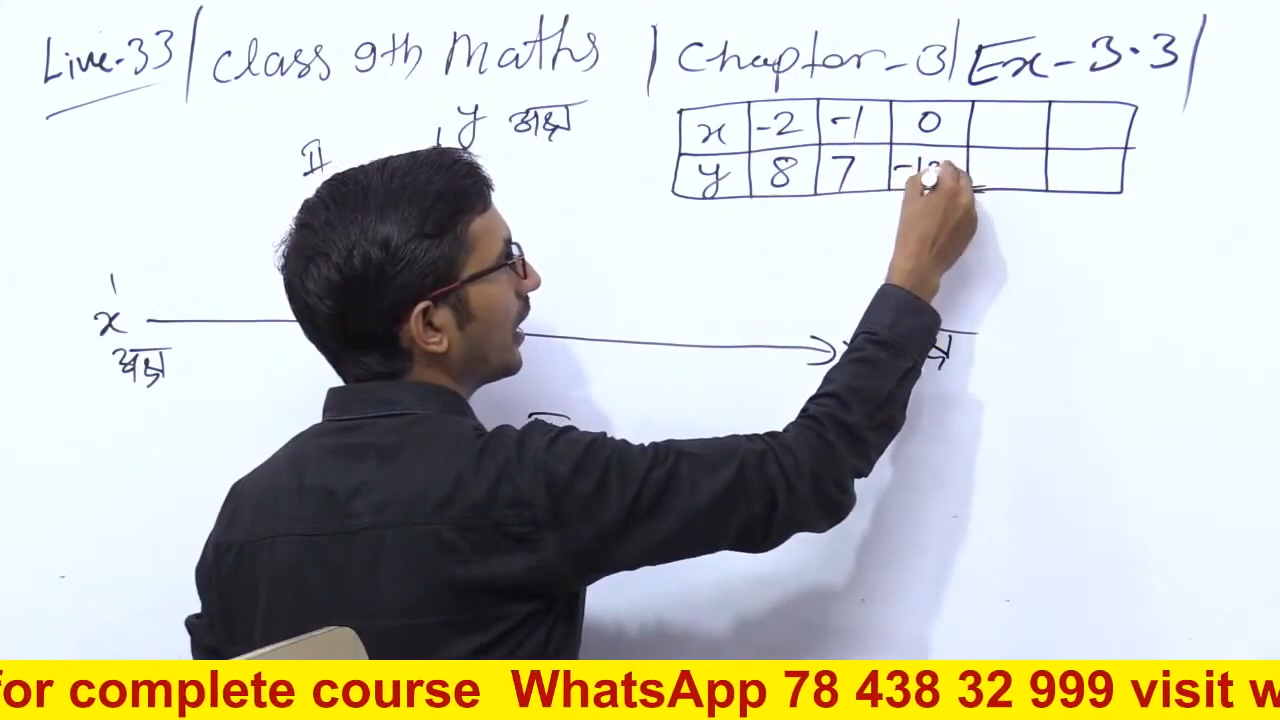 Live-33 / Class 9th Maths | Chapter-3 | Ex-3.3 |
x -2 -1 0
y 8 7
y अक्ष
II
x'
अक्ष
for complete course WhatsApp 78 438 32 999 visit